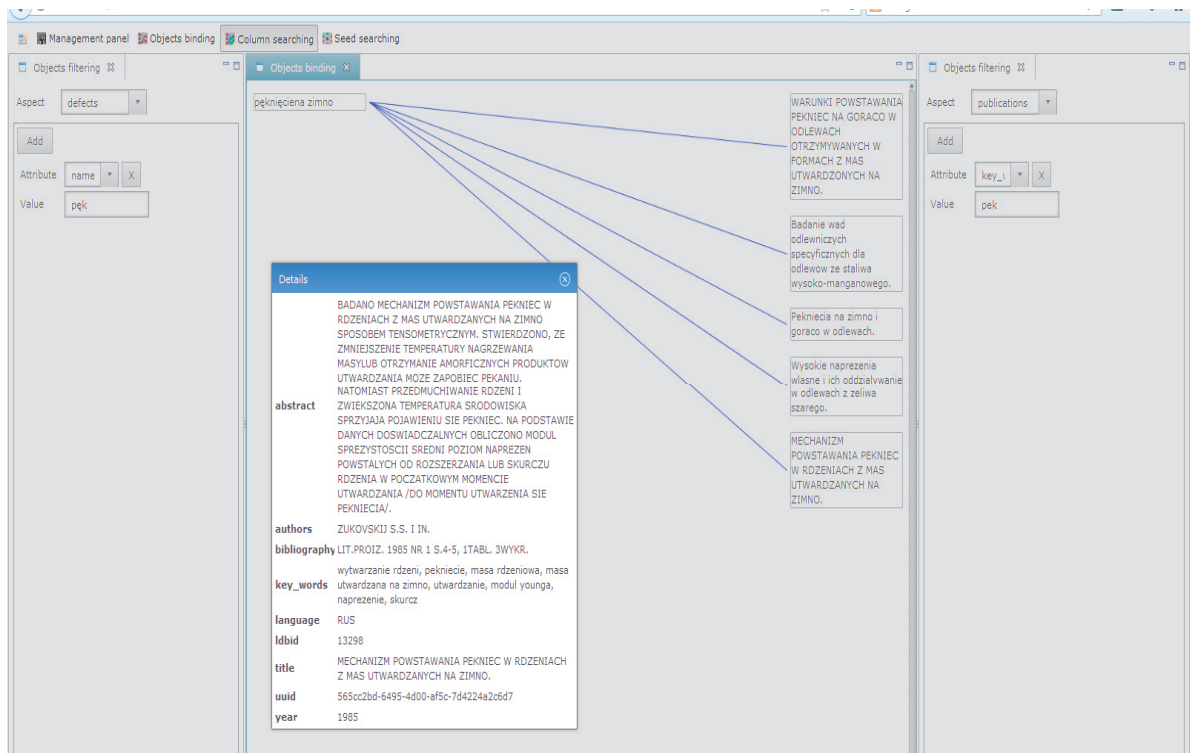 Management panel Objects binding Column searching Seed searching
Objects filtering
Aspect defects
Add
Attribute name X
Value pęk
Objects binding
pęknięciena zimno
WARUNKI POWSTAWANIA
PEKNIEC NA GORACO W
ODLEWACH
OTRZYMYWANYCH W
FORMACH Z MAS
UTWARDZONYCH NA
ZIMNO.
Badanie wad
odlewniczych
specyficznych dla
odlewow ze staliwa
wysoko-manganowego.
Pekniecia na zimno i
goraco w odlewach.
Wysokie naprezenia
wlasne i ich oddzialvwanie
w odlewach z zeliwa
szarego.
MECHANIZM
POWSTAWANIA PEKNIEC
W RDZENIACH Z MAS
UTWARDZANYCH NA
ZIMNO.
Details
abstract
BADANO MECHANIZM POWSTAWANIA PEKNIEC W
RDZENIACH Z MAS UTWARDZANYCH NA ZIMNO
SPOSOBEM TENSOMETRYCZNYM. STWIERDZONO, ZE
ZMNIEJSZENIE TEMPERATURY NAGRZEWANIA
MASYLUB OTRZYMANIE AMORFICZNYCH PRODUKTOW
UTWARDZANIA MOZE ZAPOBIEC PEKANIU.
NATOMIAST PRZEDMUCHIWANIE RDZENI I
ZWIEKSZONA TEMPERATURA SRODOWISKA
SPRZYJAJA POJAWIENIU SIE PEKNIEC. NA PODSTAWIE
DANYCH DOSWIADCZALNYCH OBLICZONO MODUL
SPREZYSTOSCII SREDNI POZIOM NAPREZEN
POWSTALYCH OD ROZSZERZANIA LUB SKURCZU
RDZENIA W POCZATKOWYM MOMENCIE
UTWARDZANIA /DO MOMENTU UTWARZENIA SIE
PEKNIECIA/.
authors ZUKOVSKIJ S.S. I IN.
bibliography LIT.PROIZ. 1985 NR 1 S.4-5, 1TABL. 3WYKR.
key_words
wytwarzanie rdzeni, pekniecie, masa rdzeniowa, masa
utwardzana na zimno, utwardzanie, modul younga,
naprezenie, skurcz
language RUS
ldbid 13298
title
MECHANIZM POWSTAWANIA PEKNIEC W RDZENIACH
Z MAS UTWARDZANYCH NA ZIMNO.
uuid 565cc2bd-6495-4d00-af5c-7d4224a2c6d7
year 1985
Objects filtering
Aspect publications
Add
Attribute key_ X
Value pek